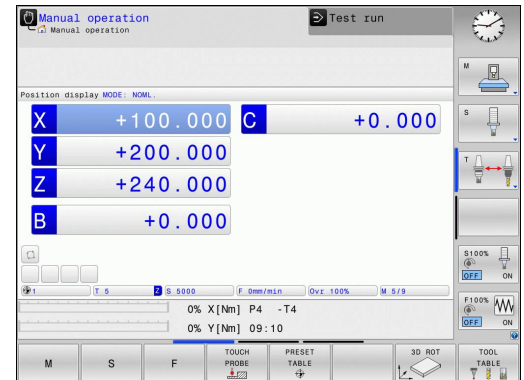 Manual operation
Manual operation
Test run
Position display MODE: NOML.
X +100.000
C +0.000
Y +200.000
Z +240.000
B +0.000
1 T 5 Z S 5000 F 0mm/min Ovr 100% M 5/9
0% X[Nm] P4 -T4
0% Y[Nm] 09:10
M
S
T
S100%
OFF ON
F100%
OFF ON
M
S
F
TOUCH PROBE
PRESET TABLE
3D ROT
TOOL TABLE